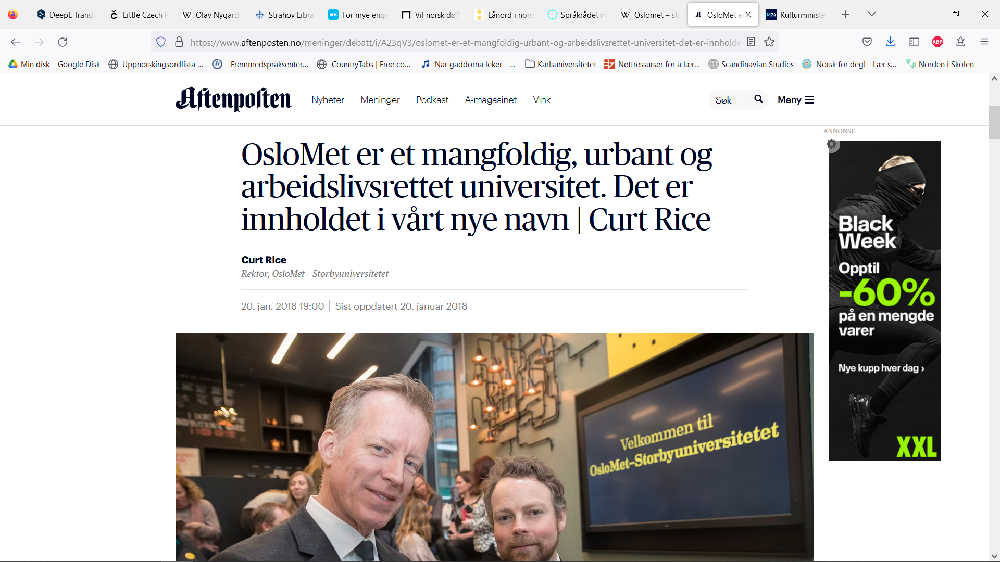 DeepL Transl
Little Czech P
Olav Nygard
Strahov Libra
For mye enge
Vil norsk dø?
Lånord i nors
Språkrådet m
Oslomet – sto
OsloMet e
Kulturministe
https://www.aftenposten.no/meninger/debatt/i/A23qV3/oslomet-er-et-mangfoldig-urbant-og-arbeidslivsrettet-universitet-det-er-innholde
ABP
Min disk – Google Disk
Uppnorskingsordlista ...
- Fremmedspråksenter...
CountryTabs | Free co...
När gäddorna leker - ...
Karlsuniversitetet
Nettressurser for å lær...
Scandinavian Studies
Norsk for deg! - Lær s...
Norden i Skolen
Aftenposten
Nyheter
Meninger
Podkast
A-magasinet
Vink
Søk
Meny
ANNONSE
OsloMet er et mangfoldig, urbant og
arbeidslivsrettet universitet. Det er
innholdet i vårt nye navn | Curt Rice
Curt Rice
Rektor, OsloMet - Storbyuniversitetet
20. jan. 2018 19:00 | Sist oppdatert 20. januar 2018
Velkommen til
OsloMet–Storbyuniversitetet
Black
Week
Opptil
-60%
på en mengde
varer
Nye kupp hver dag ›
XXL